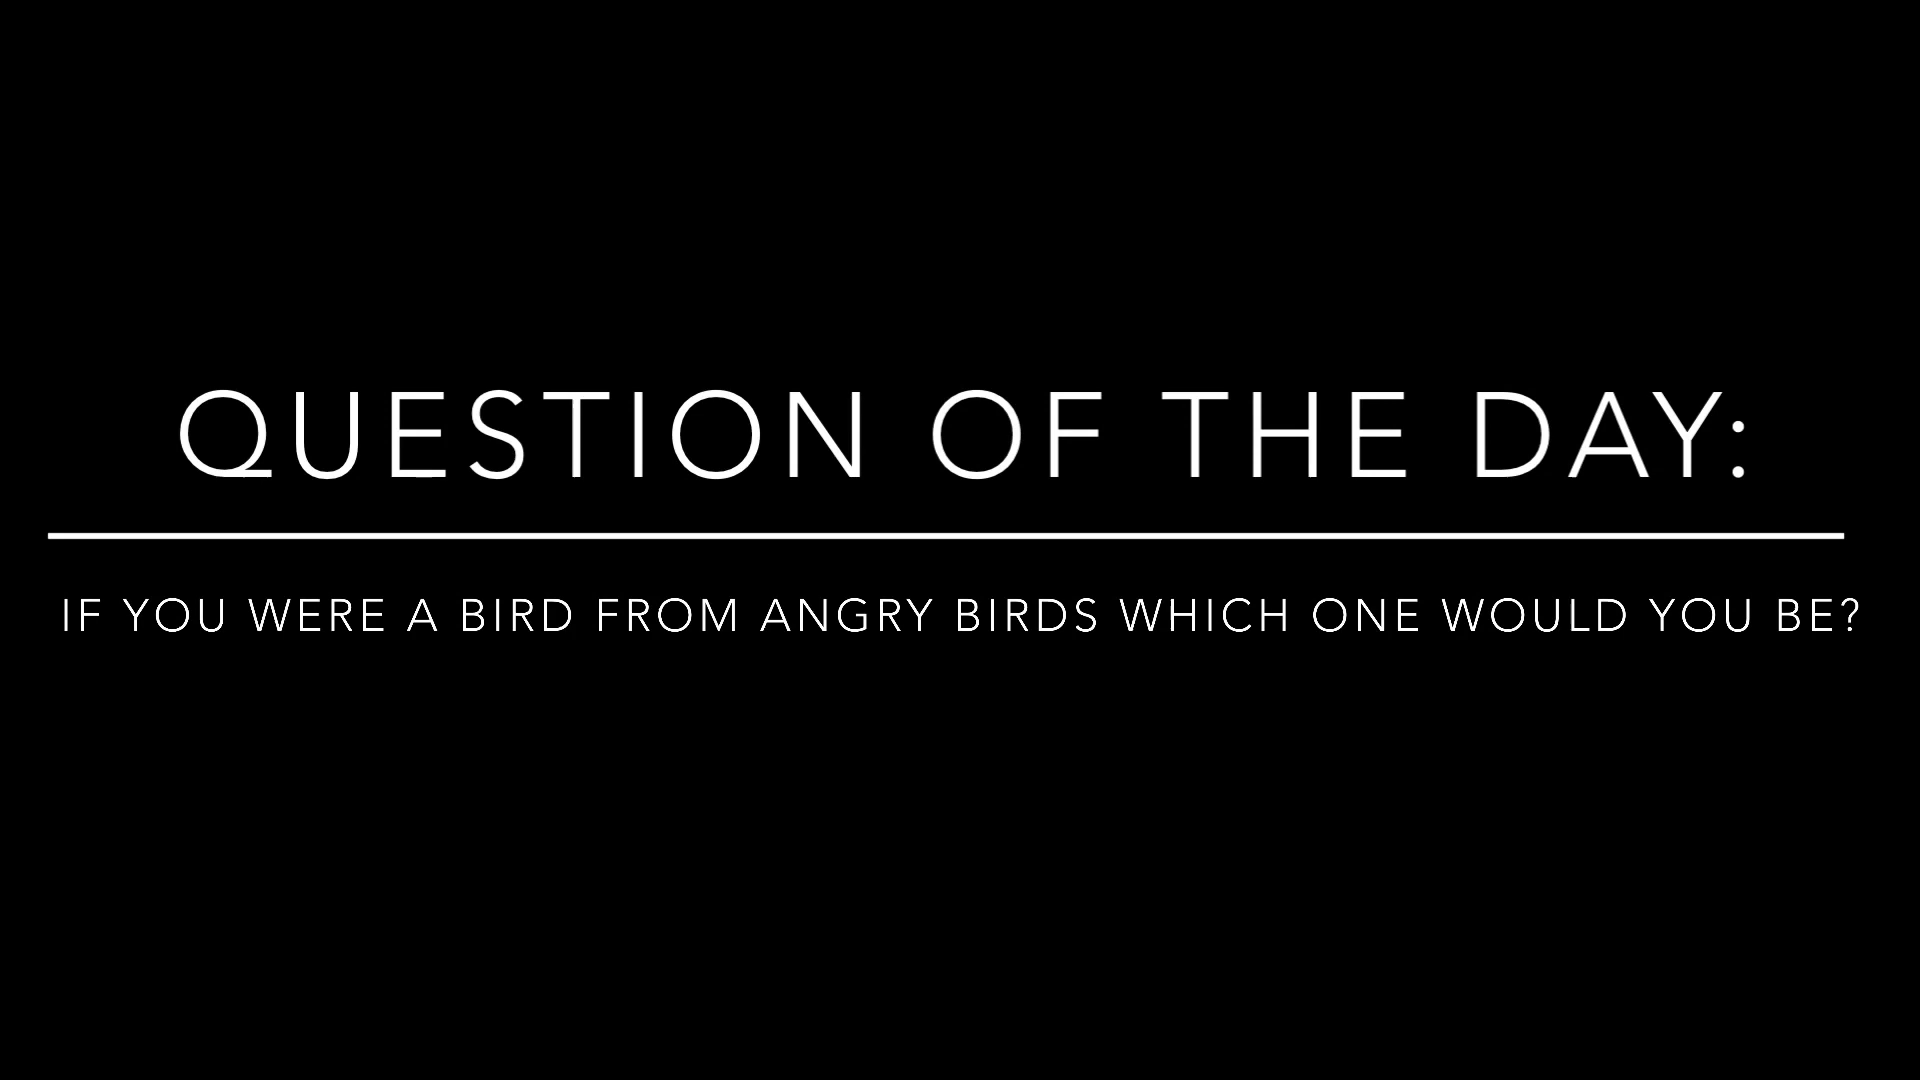 QUESTION OF THE DAY:
IF YOU WERE A BIRD FROM ANGRY BIRDS WHICH ONE WOULD YOU BE?